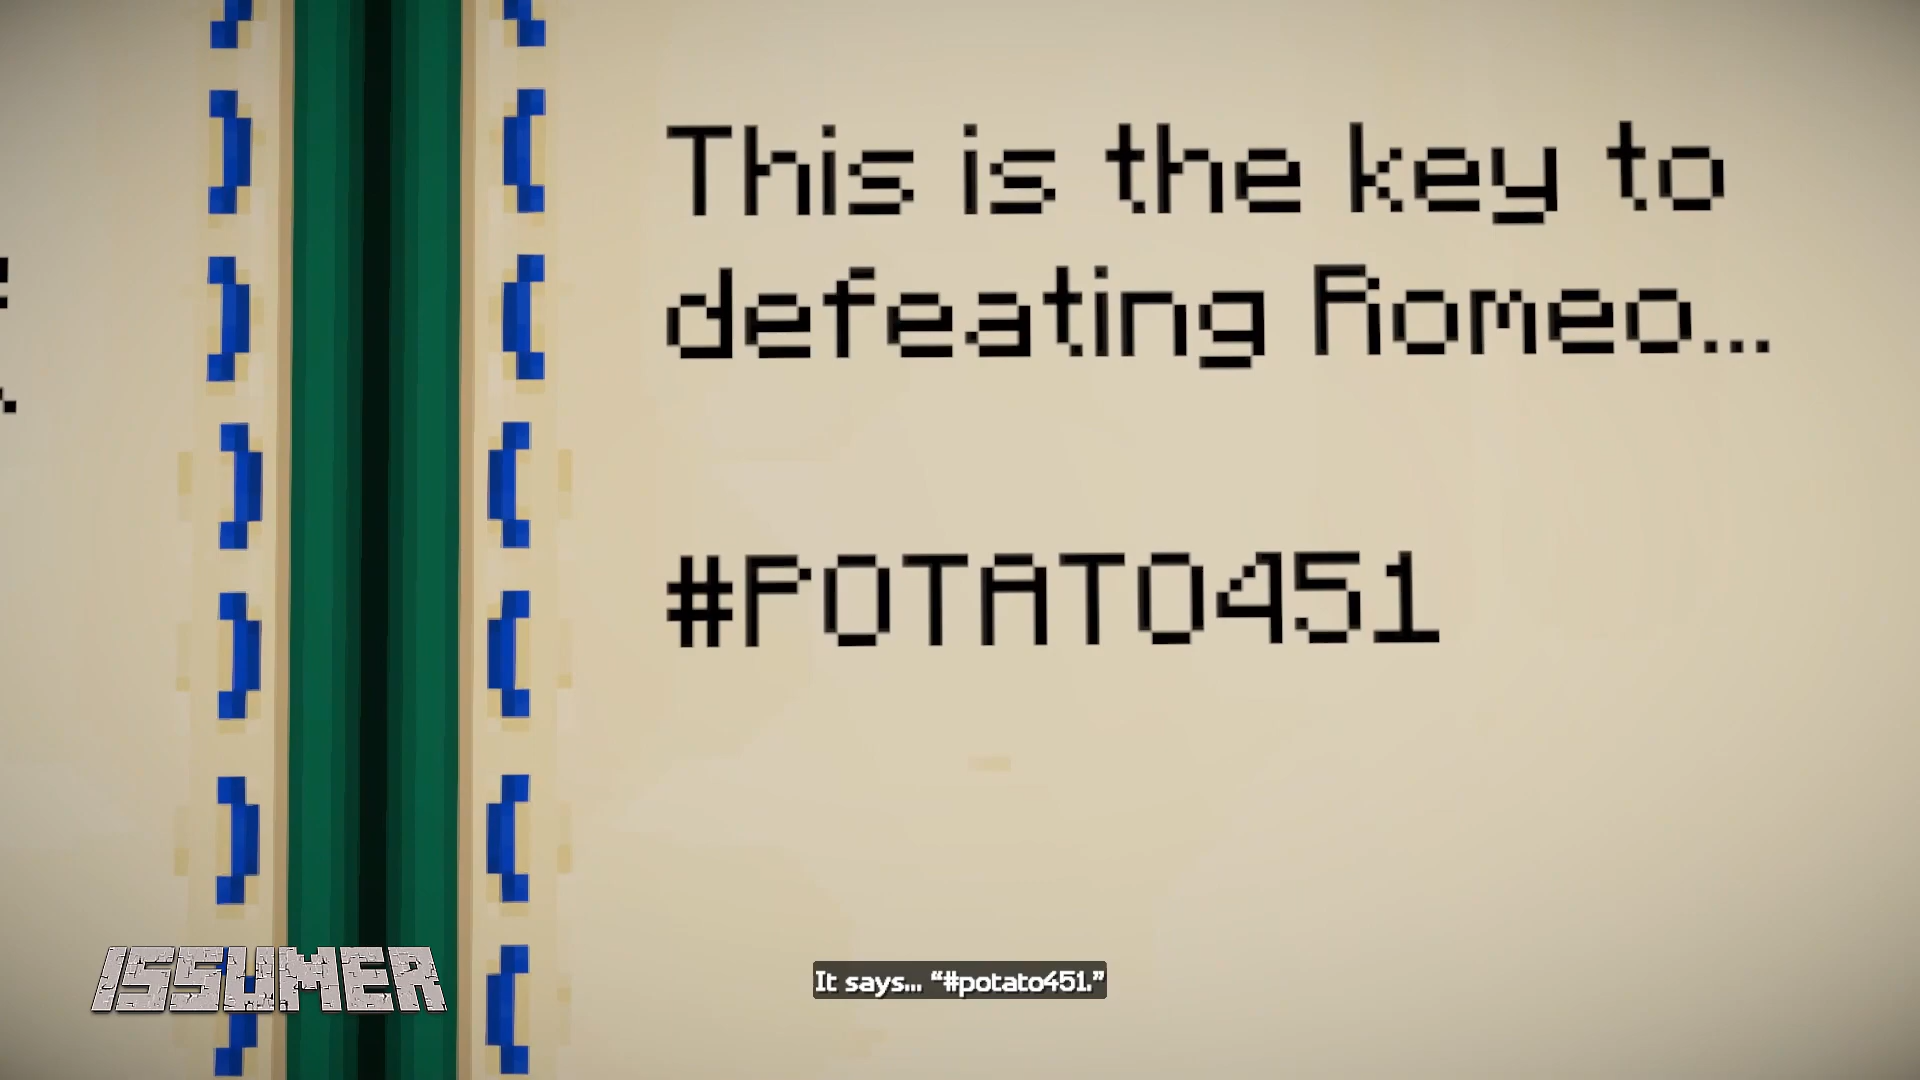 This is the key to
defeating Romeo...
#POTATO451
ISSUMER
It says... “#potato451.”